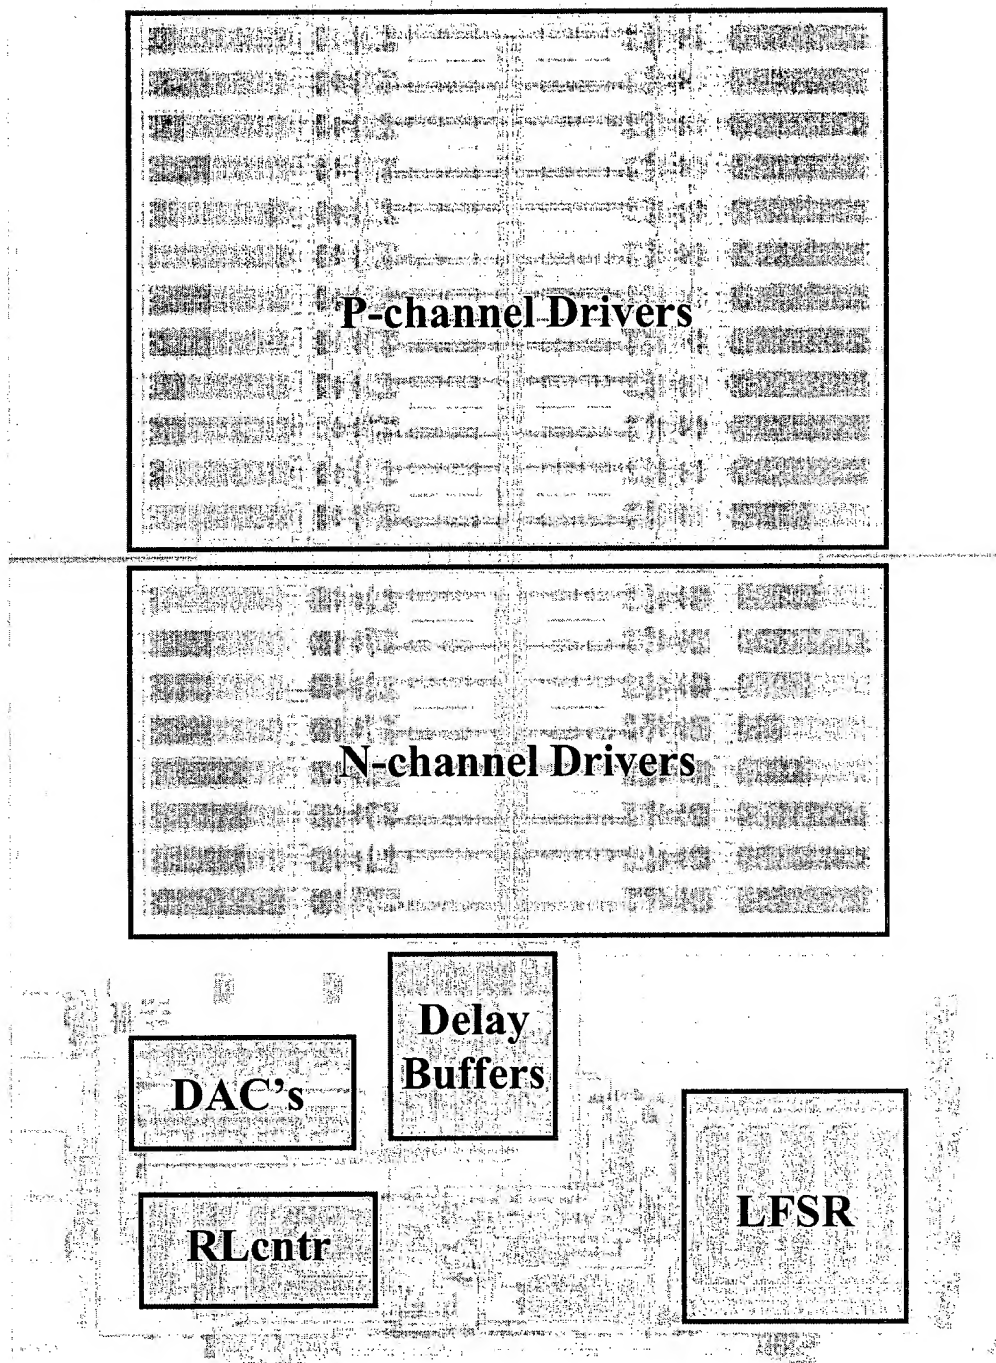 P-channel Drivers
N-channel Drivers
Delay
Buffers
DAC's
LFSR
RLcntr